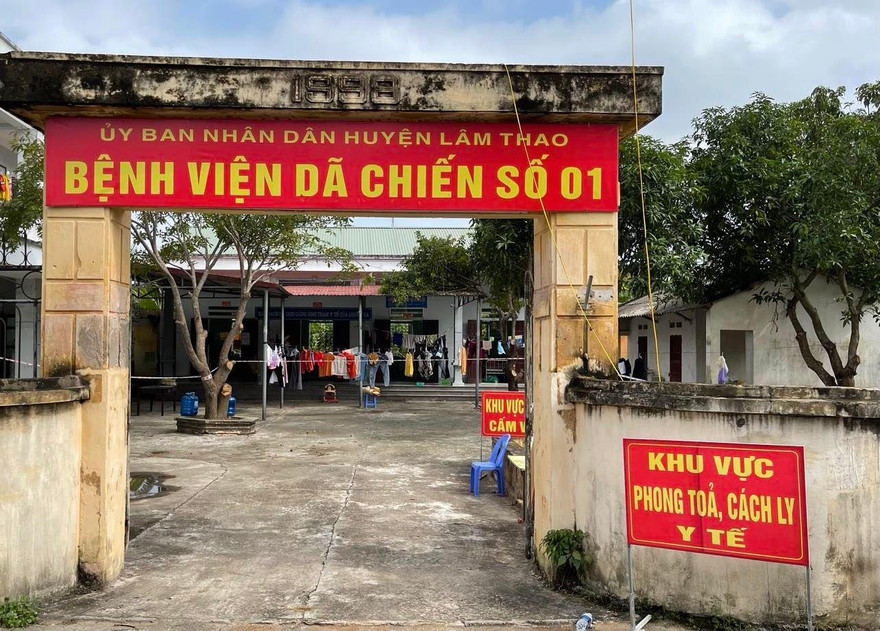 1998
ỦY BAN NHÂN DÂN HUYỆN LÂM THAO
BỆNH VIỆN DÃ CHIẾN SỐ 01
KHU VỰC
CẤM V
KHU VỰC
PHONG TOẢ, CÁCH LY
Y TẾ